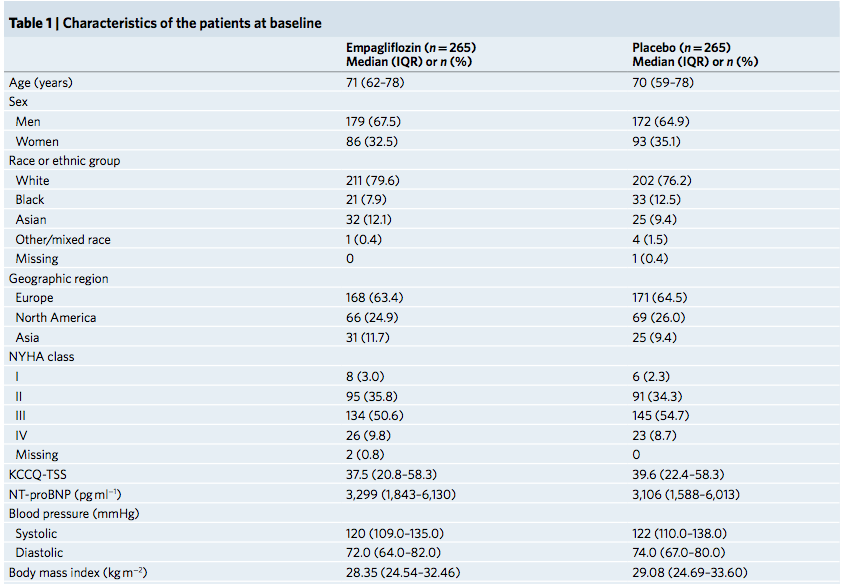 Table 1 | Characteristics of the patients at baseline
Empagliflozin (n = 265) Placebo (n = 265)
Median (IQR) or n (%) Median (IQR) or n (%)
Age (years) 71 (62–78) 70 (59–78)
Sex
Men 179 (67.5) 172 (64.9)
Women 86 (32.5) 93 (35.1)
Race or ethnic group
White 211 (79.6) 202 (76.2)
Black 21 (7.9) 33 (12.5)
Asian 32 (12.1) 25 (9.4)
Other/mixed race 1 (0.4) 4 (1.5)
Missing 0 1 (0.4)
Geographic region
Europe 168 (63.4) 171 (64.5)
North America 66 (24.9) 69 (26.0)
Asia 31 (11.7) 25 (9.4)
NYHA class
I 8 (3.0) 6 (2.3)
II 95 (35.8) 91 (34.3)
III 134 (50.6) 145 (54.7)
IV 26 (9.8) 23 (8.7)
Missing 2 (0.8) 0
KCCQ-TSS 37.5 (20.8–58.3) 39.6 (22.4–58.3)
NT-proBNP (pg ml⁻¹) 3,299 (1,843–6,130) 3,106 (1,588–6,013)
Blood pressure (mmHg)
Systolic 120 (109.0–135.0) 122 (110.0–138.0)
Diastolic 72.0 (64.0–82.0) 74.0 (67.0–80.0)
Body mass index (kg m⁻²) 28.35 (24.54–32.46) 29.08 (24.69–33.60)